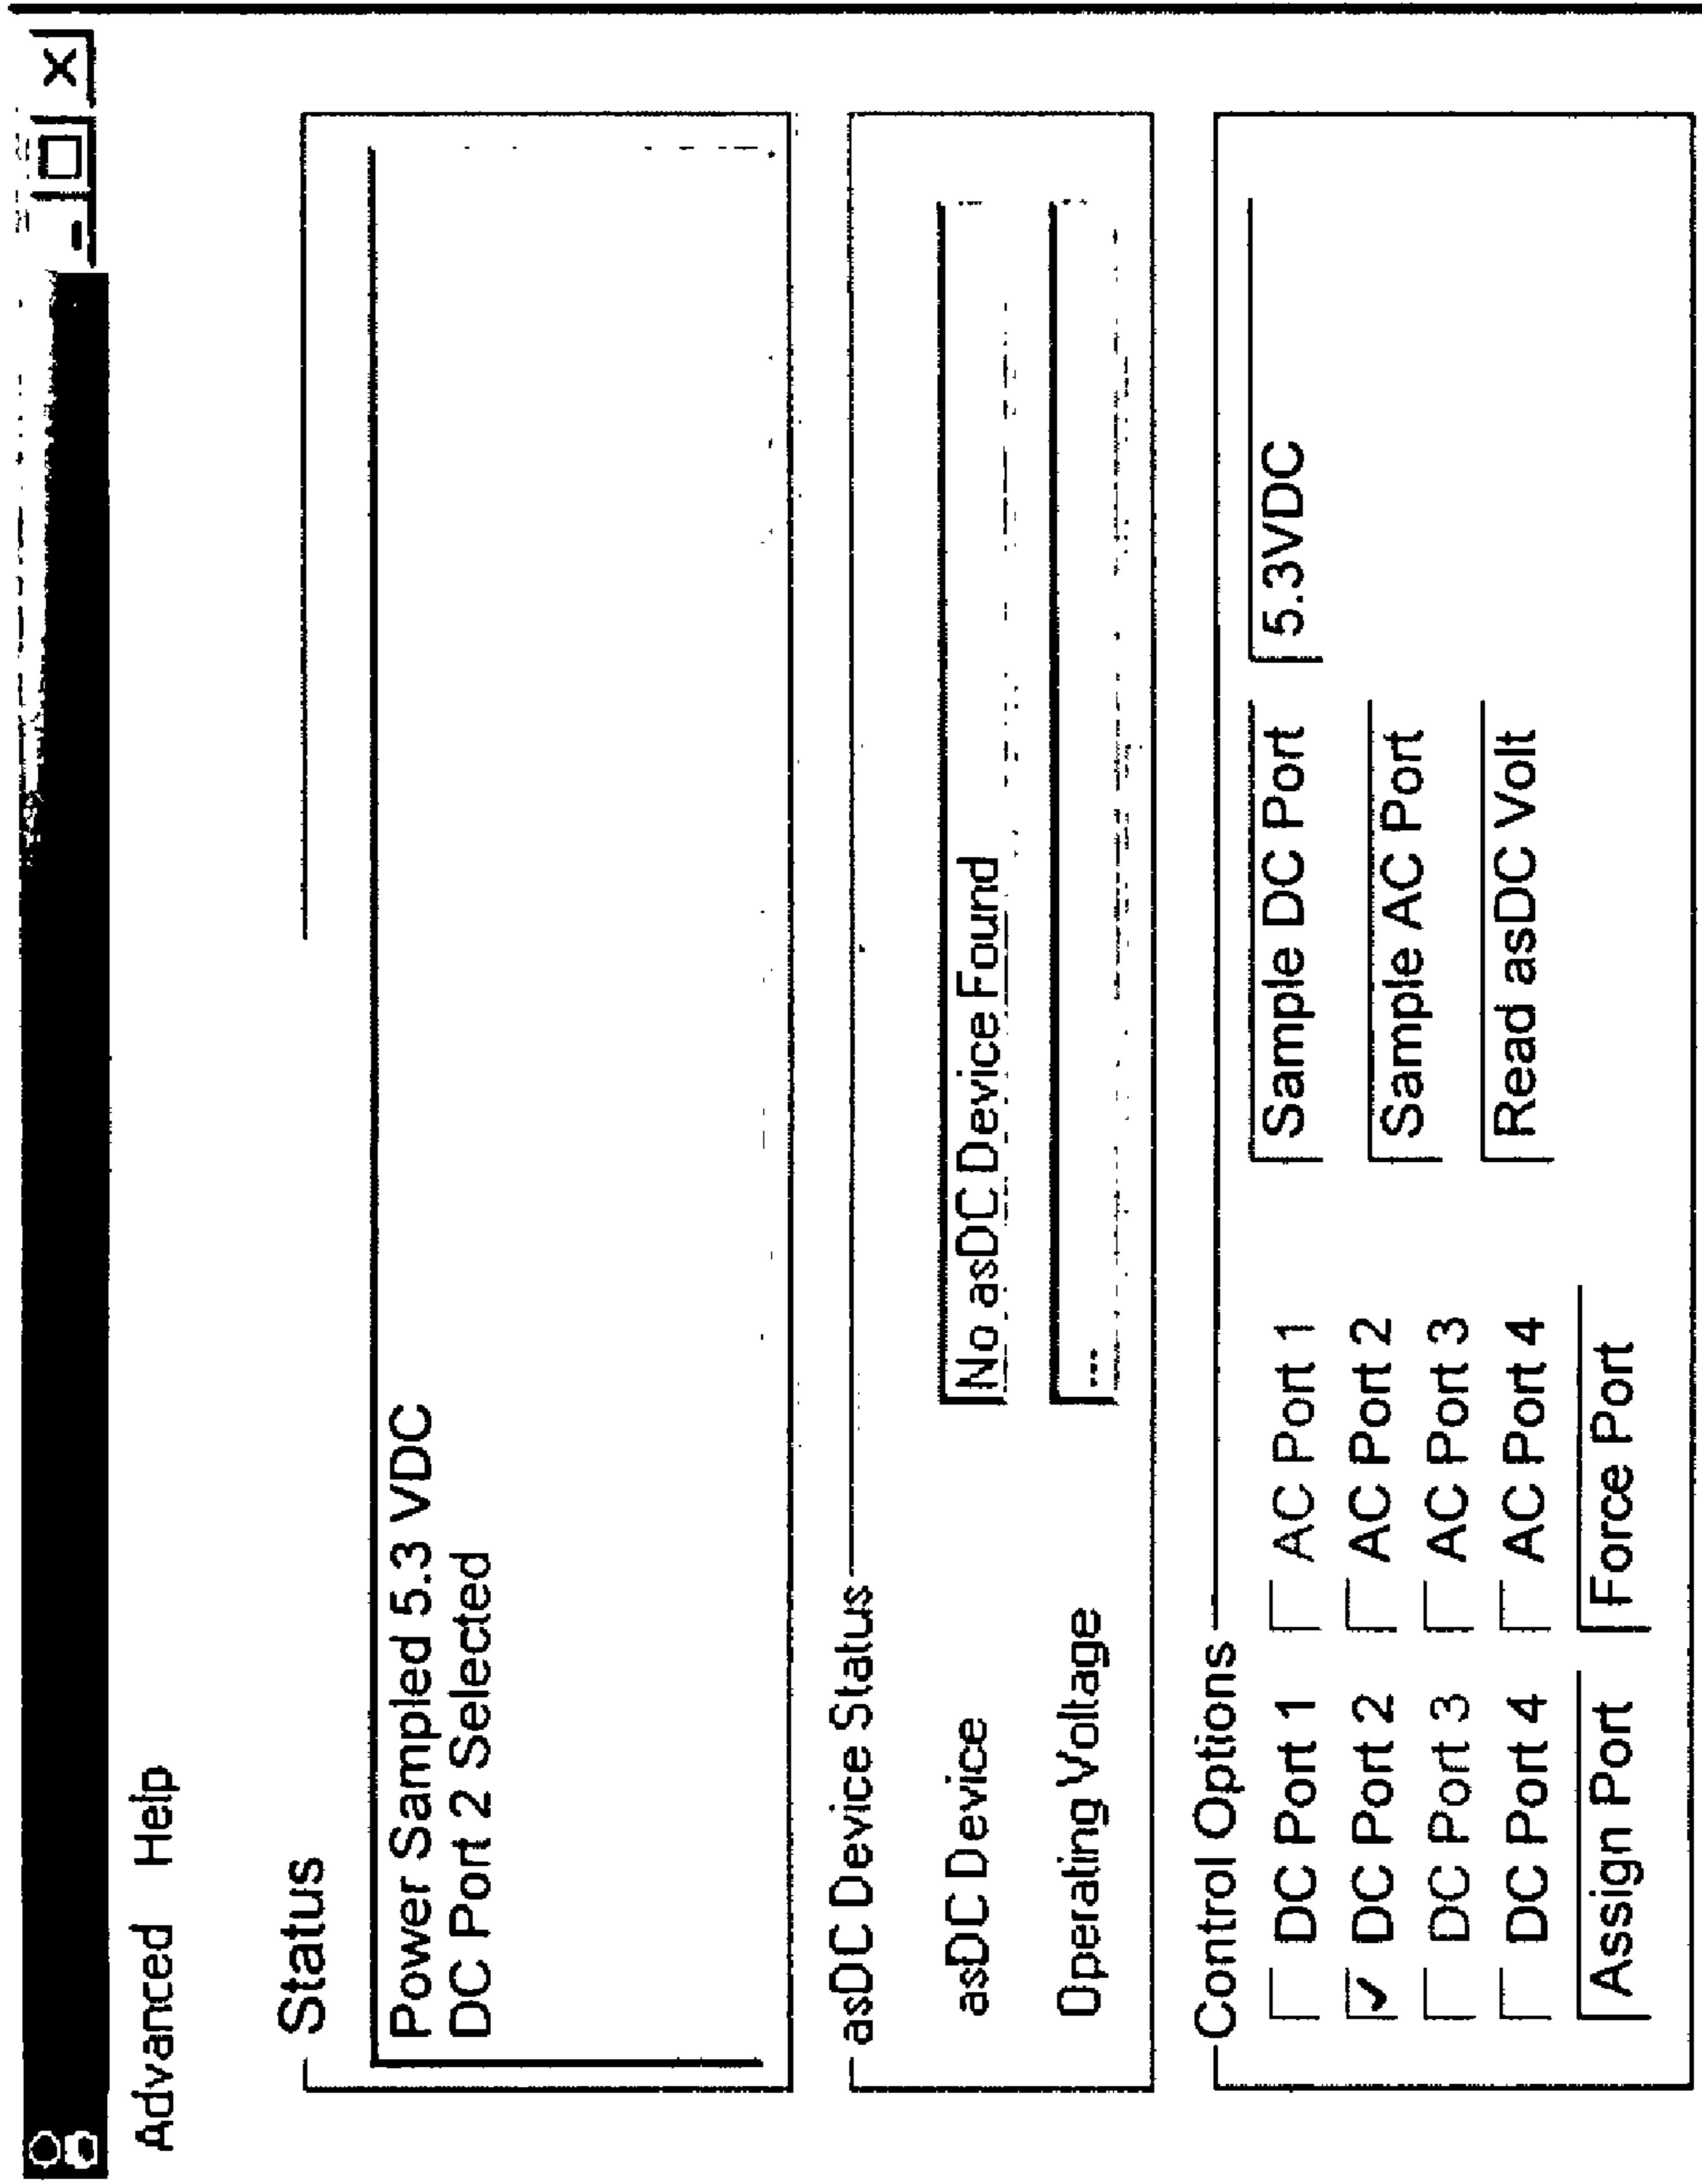 Advanced Help
Status
Power Sampled 5.3 VDC
DC Port 2 Selected
asDC Device Status
asDC Device No asDC Device Found
Operating Voltage ...
Control Options
DC Port 1 AC Port 1 Sample DC Port 5.3VDC
DC Port 2 AC Port 2 Sample AC Port
DC Port 3 AC Port 3
DC Port 4 AC Port 4 Read asDC Volt
Assign Port Force Port